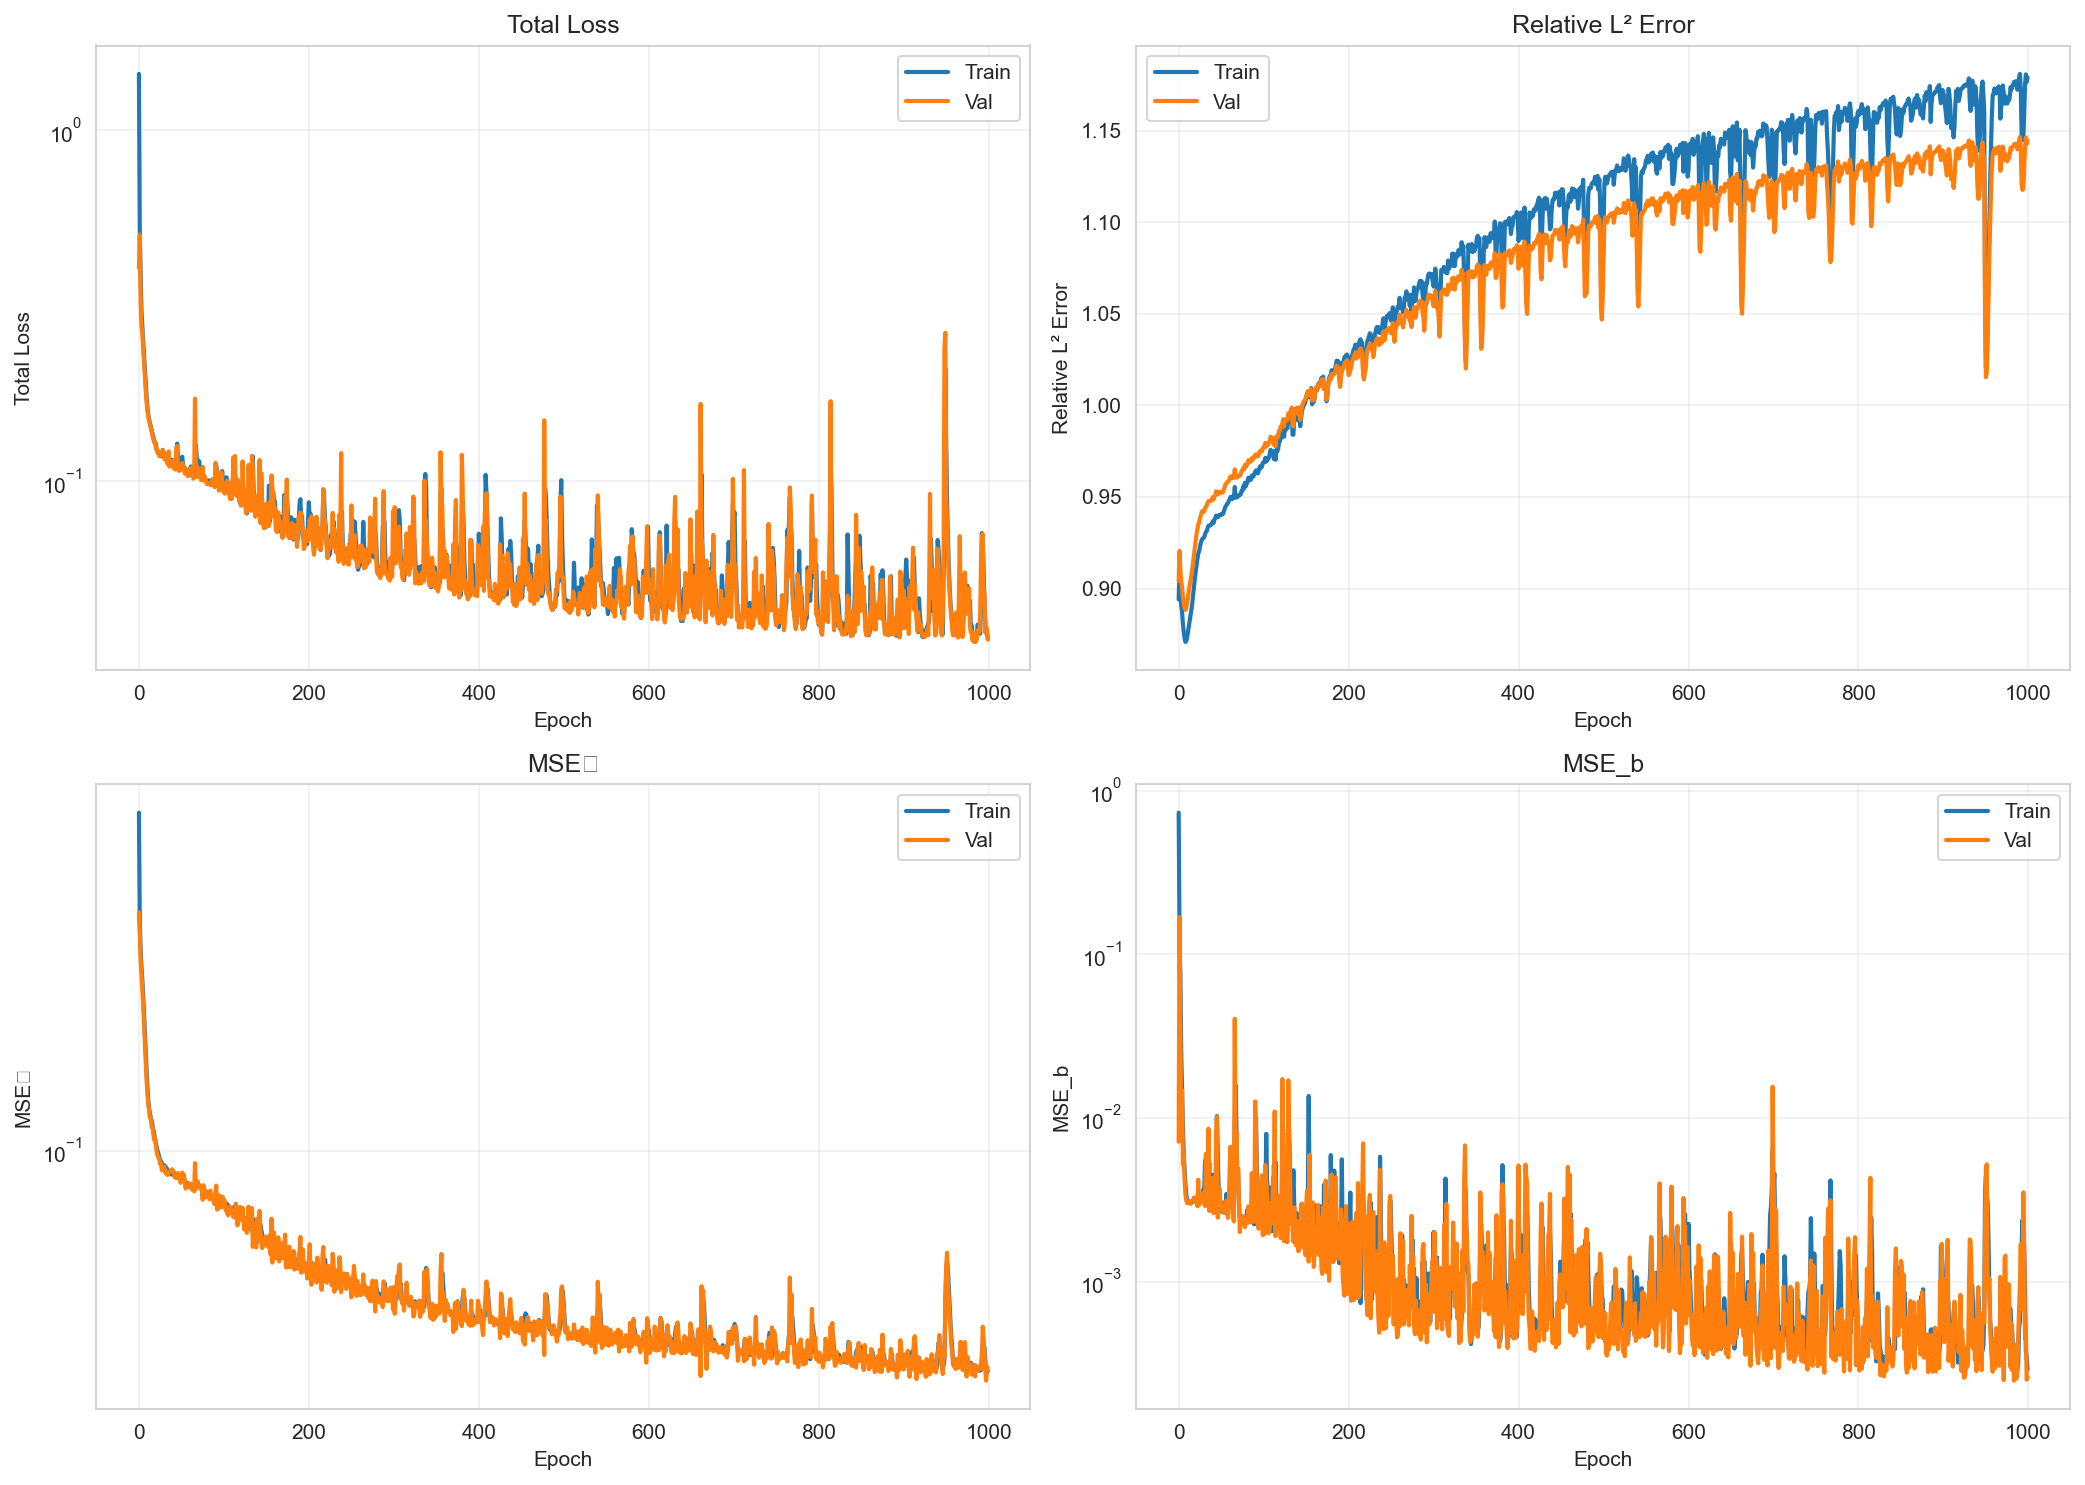 Total Loss
Total Loss
10⁰
10⁻¹
Train
Val
0 200 400 600 800 1000
Epoch
Relative L² Error
Relative L² Error
1.15
1.10
1.05
1.00
0.95
0.90
Train
Val
0 200 400 600 800 1000
Epoch
MSE▯
MSE▯
10⁻¹
Train
Val
0 200 400 600 800 1000
Epoch
MSE_b
MSE_b
10⁰
10⁻¹
10⁻²
10⁻³
Train
Val
0 200 400 600 800 1000
Epoch